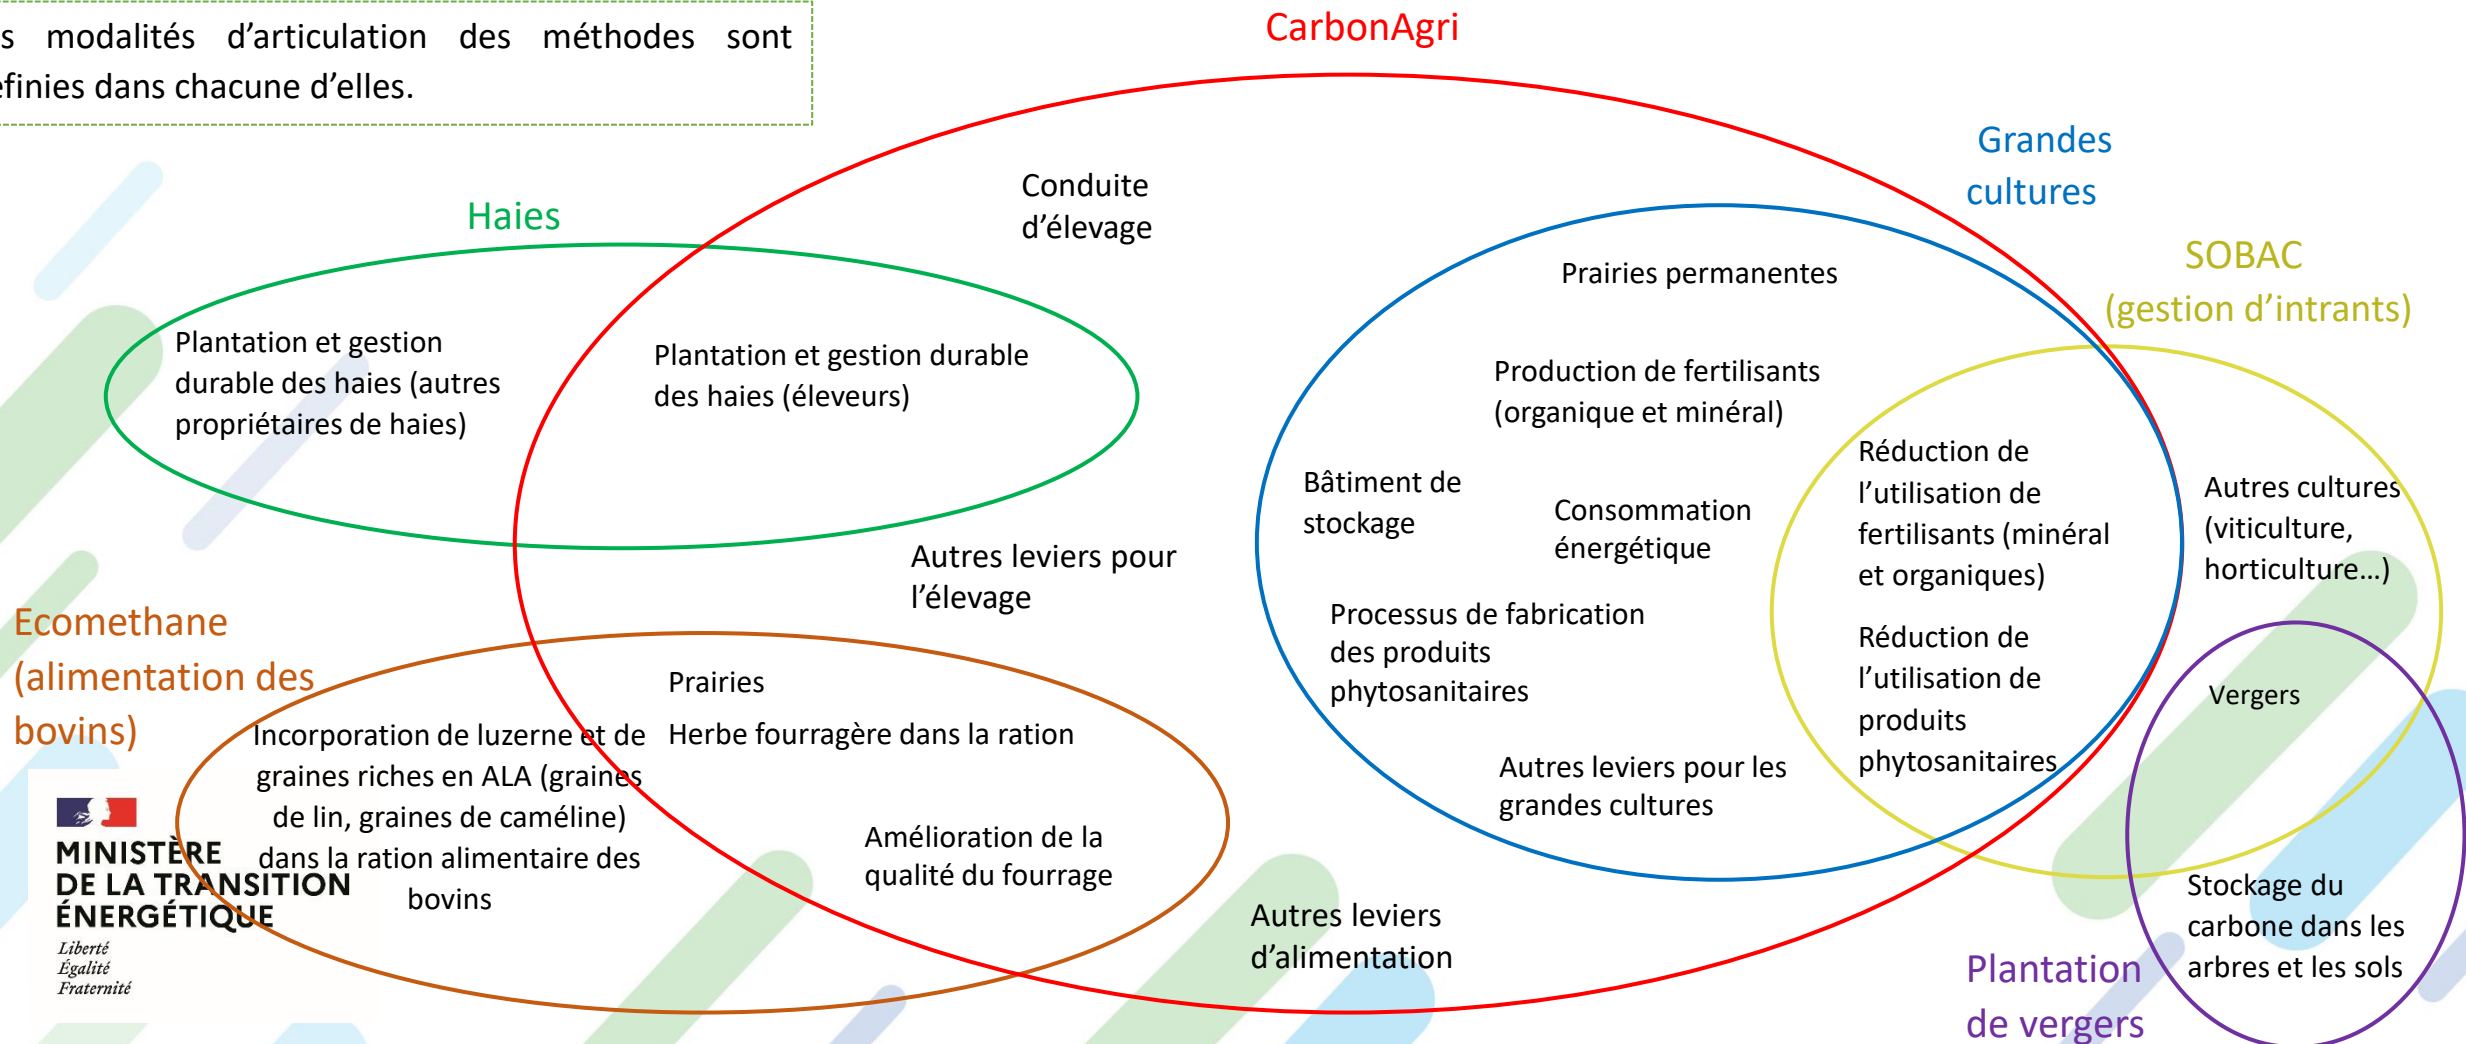 s modalités d’articulation des méthodes sont
éfinies dans chacune d’elles.
CarbonAgri
Grandes
cultures
SOBAC
(gestion d’intrants)
Haies
Conduite
d’élevage
Prairies permanentes
Plantation et gestion
durable des haies (autres
propriétaires de haies)
Plantation et gestion durable
des haies (éleveurs)
Production de fertilisants
(organique et minéral)
Bâtiment de
stockage
Consommation
énergétique
Réduction de
l’utilisation de
fertilisants (minéral
et organiques)
Autres cultures
(viticulture,
horticulture…)
Autres leviers pour
l’élevage
Ecomethane
(alimentation des
bovins)
Processus de fabrication
des produits
phytosanitaires
Réduction de
l’utilisation de
produits
phytosanitaires
Vergers
Prairies
Herbe fourragère dans la ration
Incorporation de luzerne et de
graines riches en ALA (graines
de lin, graines de caméline)
dans la ration alimentaire des
bovins
Autres leviers pour les
grandes cultures
Amélioration de la
qualité du fourrage
Autres leviers
d’alimentation
Stockage du
carbone dans les
arbres et les sols
Plantation
de vergers
MINISTÈRE
DE LA TRANSITION
ÉNERGÉTIQUE
Liberté
Égalité
Fraternité